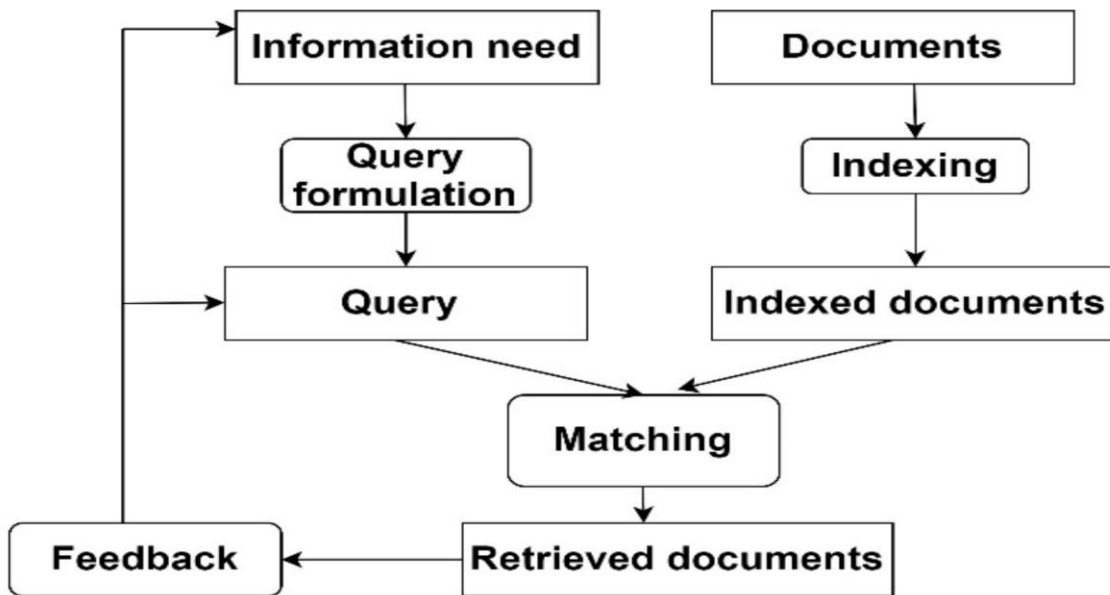 Information need
Documents
Query
formulation
Indexing
Query
Indexed documents
Matching
Feedback
Retrieved documents